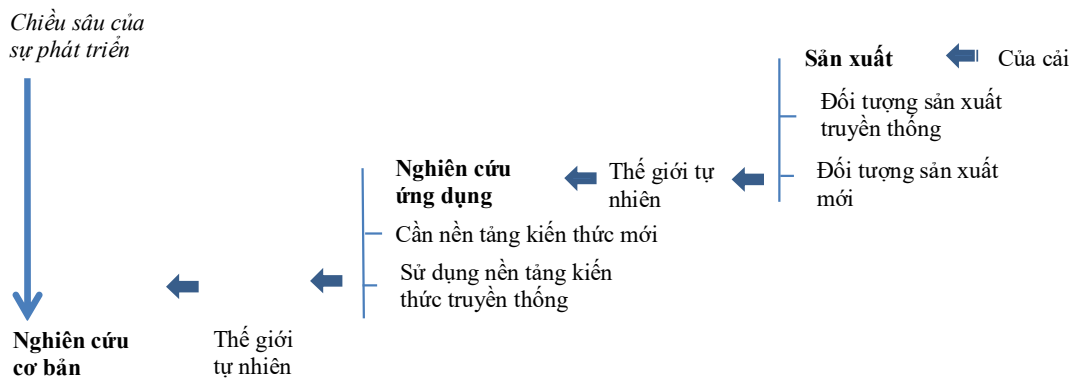 Chiều sâu của
sự phát triển
Sản xuất
Của cải
Đối tượng sản xuất
truyền thống
Đối tượng sản xuất
mới
Nghiên cứu
ứng dụng
Thế giới tự
nhiên
Cần nền tảng kiến thức mới
Sử dụng nền tảng kiến
thức truyền thống
Nghiên cứu
cơ bản
Thế giới
tự nhiên